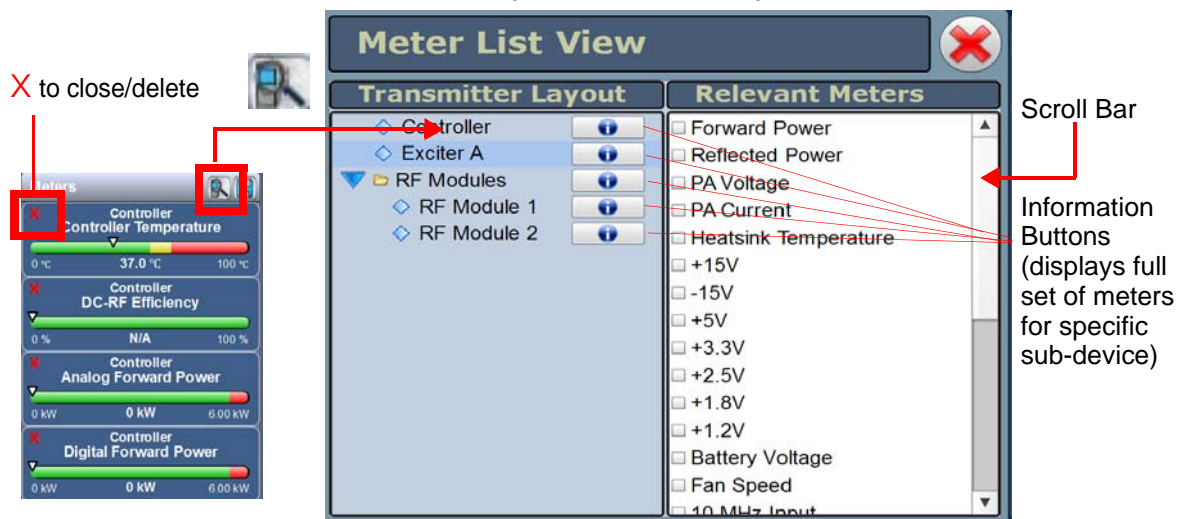 X to close/delete
Meters
Controller
Controller Temperature
0 °C 37.0 °C 100 °C
X
Controller
DC-RF Efficiency
0 % N/A 100 %
X
Controller
Analog Forward Power
0 kW 0 kW 6.00 kW
X
Controller
Digital Forward Power
0 kW 0 kW 6.00 kW
Meter List View
Transmitter Layout
Controller
Exciter A
RF Modules
RF Module 1
RF Module 2
Relevant Meters
Forward Power
Reflected Power
PA Voltage
PA Current
Heatsink Temperature
+15V
-15V
+5V
+3.3V
+2.5V
+1.8V
+1.2V
Battery Voltage
Fan Speed
10 MHz Input
Scroll Bar
Information
Buttons
(displays full
set of meters
for specific
sub-device)